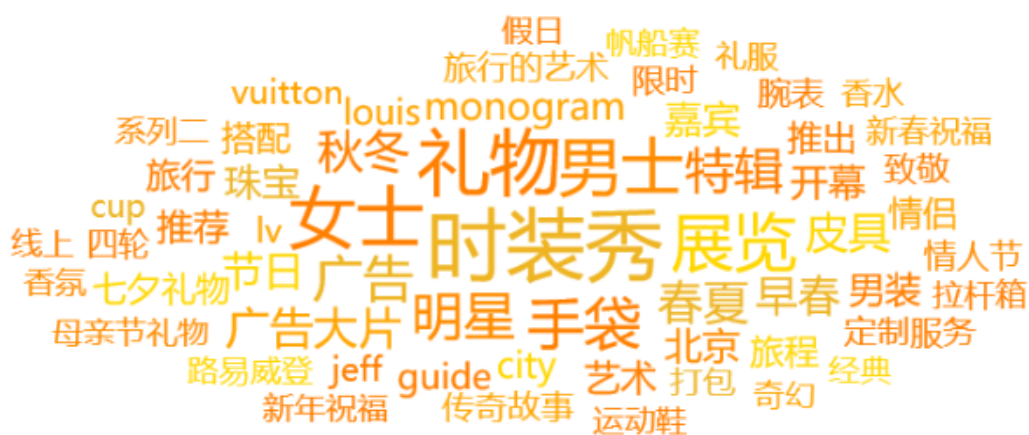 假日
帆船赛
礼服
旅行的艺术
限时
vuitton
louis
monogram
腕表
香水
系列二
搭配
秋冬
礼物
男士
嘉宾
特辑
推出
新春祝福
旅行
珠宝
开幕
致敬
cup
推荐
lv
女士
时装秀
展览
皮具
情侣
线上
四轮
香氛
七夕礼物
节日
广告
春夏
早春
男装
情人节
拉杆箱
母亲节礼物
广告大片
明星
手袋
北京
旅程
定制服务
路易威登
jeff
guide
city
艺术
打包
奇幻
经典
新年祝福
传奇故事
运动鞋